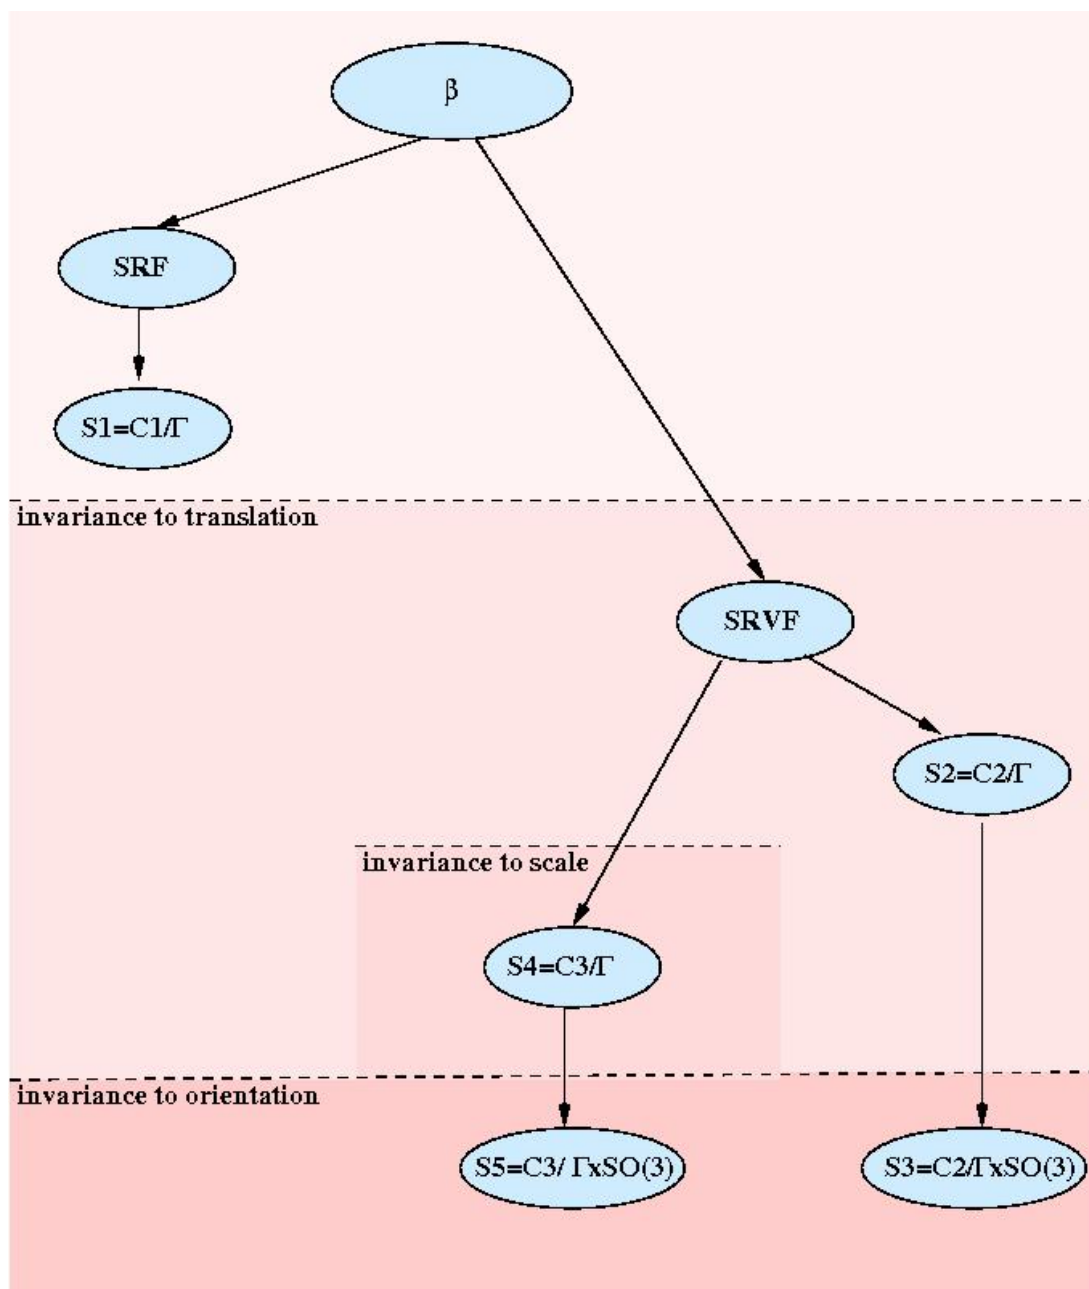 β
SRF
S1=C1/Γ
invariance to translation
SRVF
S2=C2/Γ
invariance to scale
S4=C3/Γ
invariance to orientation
S5=C3/ ΓxSO(3)
S3=C2/ΓxSO(3)